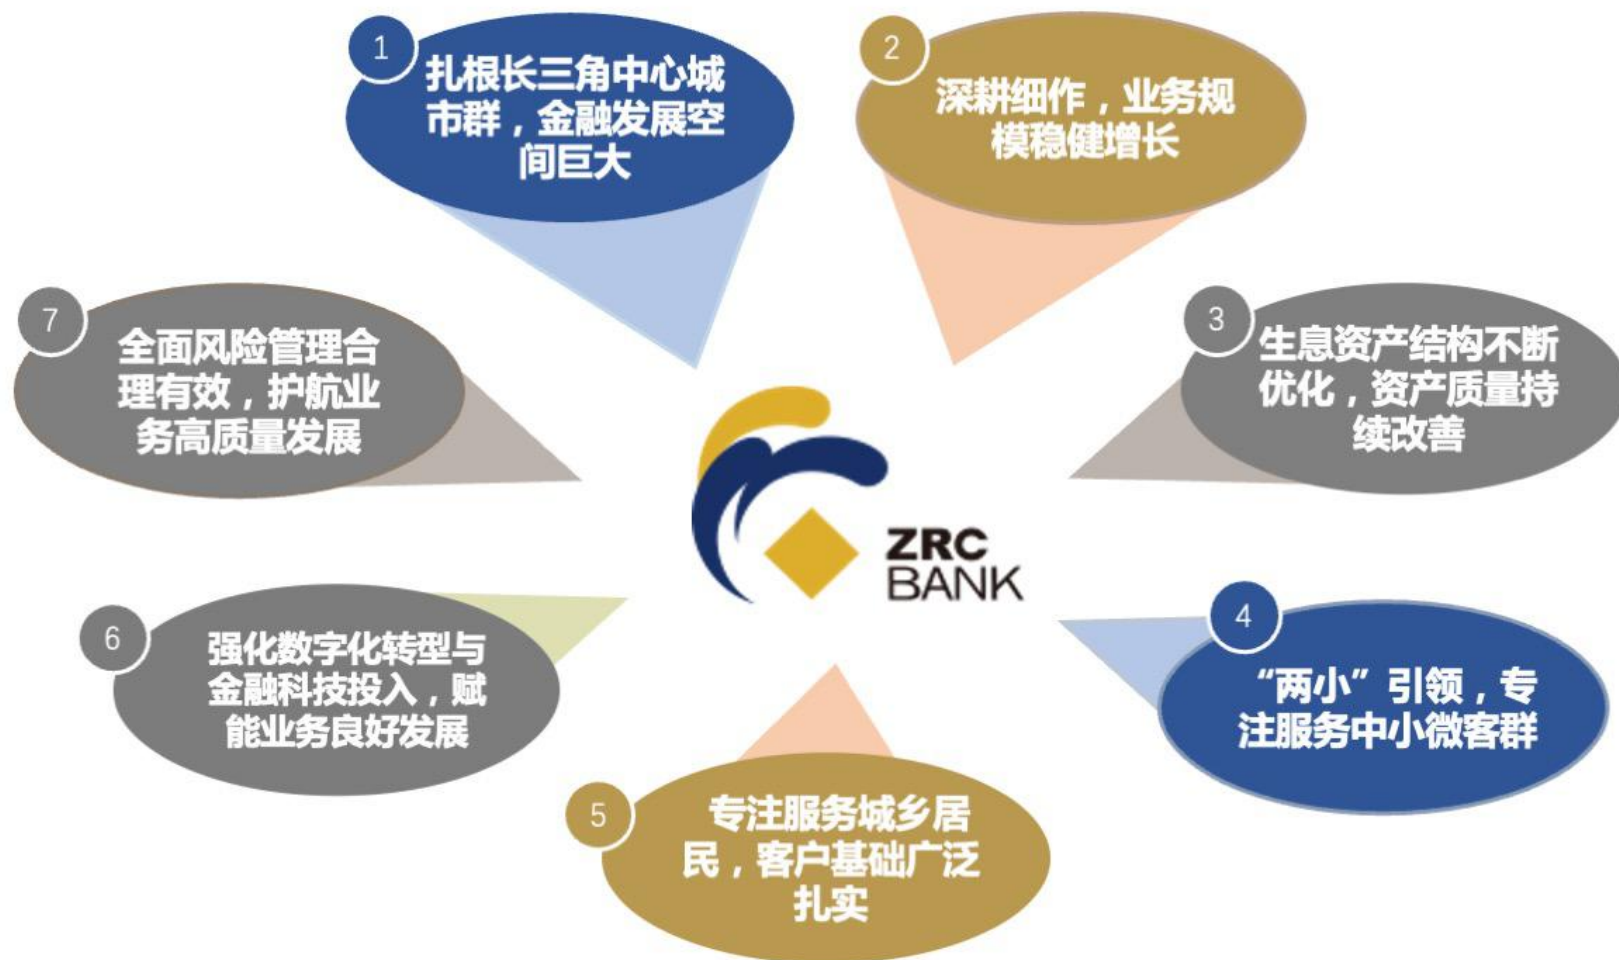 1
扎根长三角中心城
市群，金融发展空
间巨大
2
深耕细作，业务规
模稳健增长
3
生息资产结构不断
优化，资产质量持
续改善
4
“两小”引领，专
注服务中小微客群
5
专注服务城乡居
民，客户基础广泛
扎实
6
强化数字化转型与
金融科技投入，赋
能业务良好发展
7
全面风险管理合
理有效，护航业
务高质量发展
ZRC
BANK